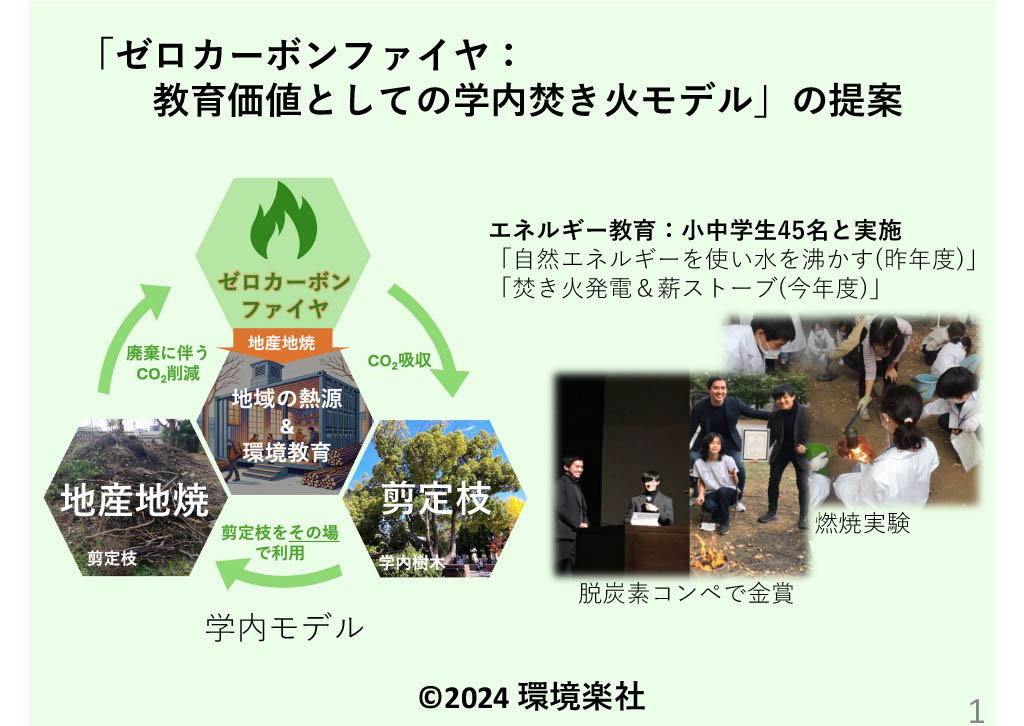 「ゼロカーボンファイヤ：
教育価値としての学内焚き火モデル」の提案
ゼロカーボン
ファイヤ
地産地焼
廃棄に伴う
CO₂削減
CO₂吸収
地域の熱源
&
環境教育
地産地焼
剪定枝
剪定枝
学内樹木
剪定枝をその場
で利用
学内モデル
エネルギー教育：小中学生45名と実施
「自然エネルギーを使い水を沸かす(昨年度)」
「焚き火発電＆薪ストーブ(今年度)」
燃焼実験
脱炭素コンペで金賞
©2024 環境楽社
1